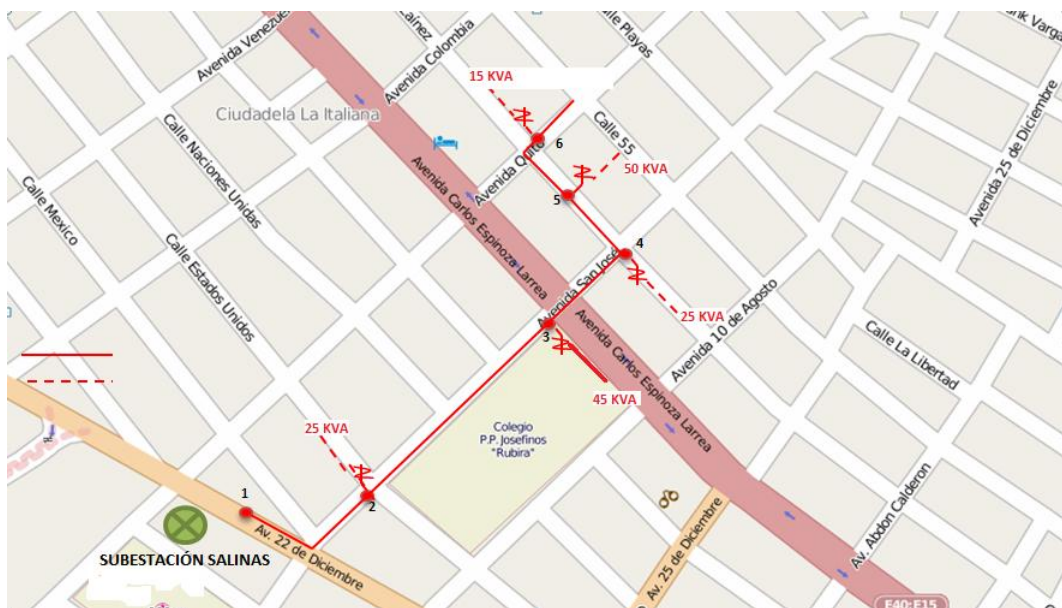 Avenida Venezuel
aínez
Avenida Colombia
Calle Playas
nk Varga
15 KVA
Ciudadela La Italiana
Calle 55
Avenida 25 de Diciembre
6
Calle Naciones Unidas
Avenida Quito
50 KVA
Calle Mexico
Avenida Carlos Espinoza Larrea
5
4
Calle Estados Unidos
Avenida San José
25 KVA
Avenida 10 de Agosto
3
Calle La Libertad
Avenida Carlos Espinoza Larrea
45 KVA
25 KVA
Colegio
P.P. Josefinos
"Rubira"
1
2
Av. 22 de Diciembre
SUBESTACIÓN SALINAS
Av. 25 de Diciembre
Av. Abdon Calderon
E40;E15